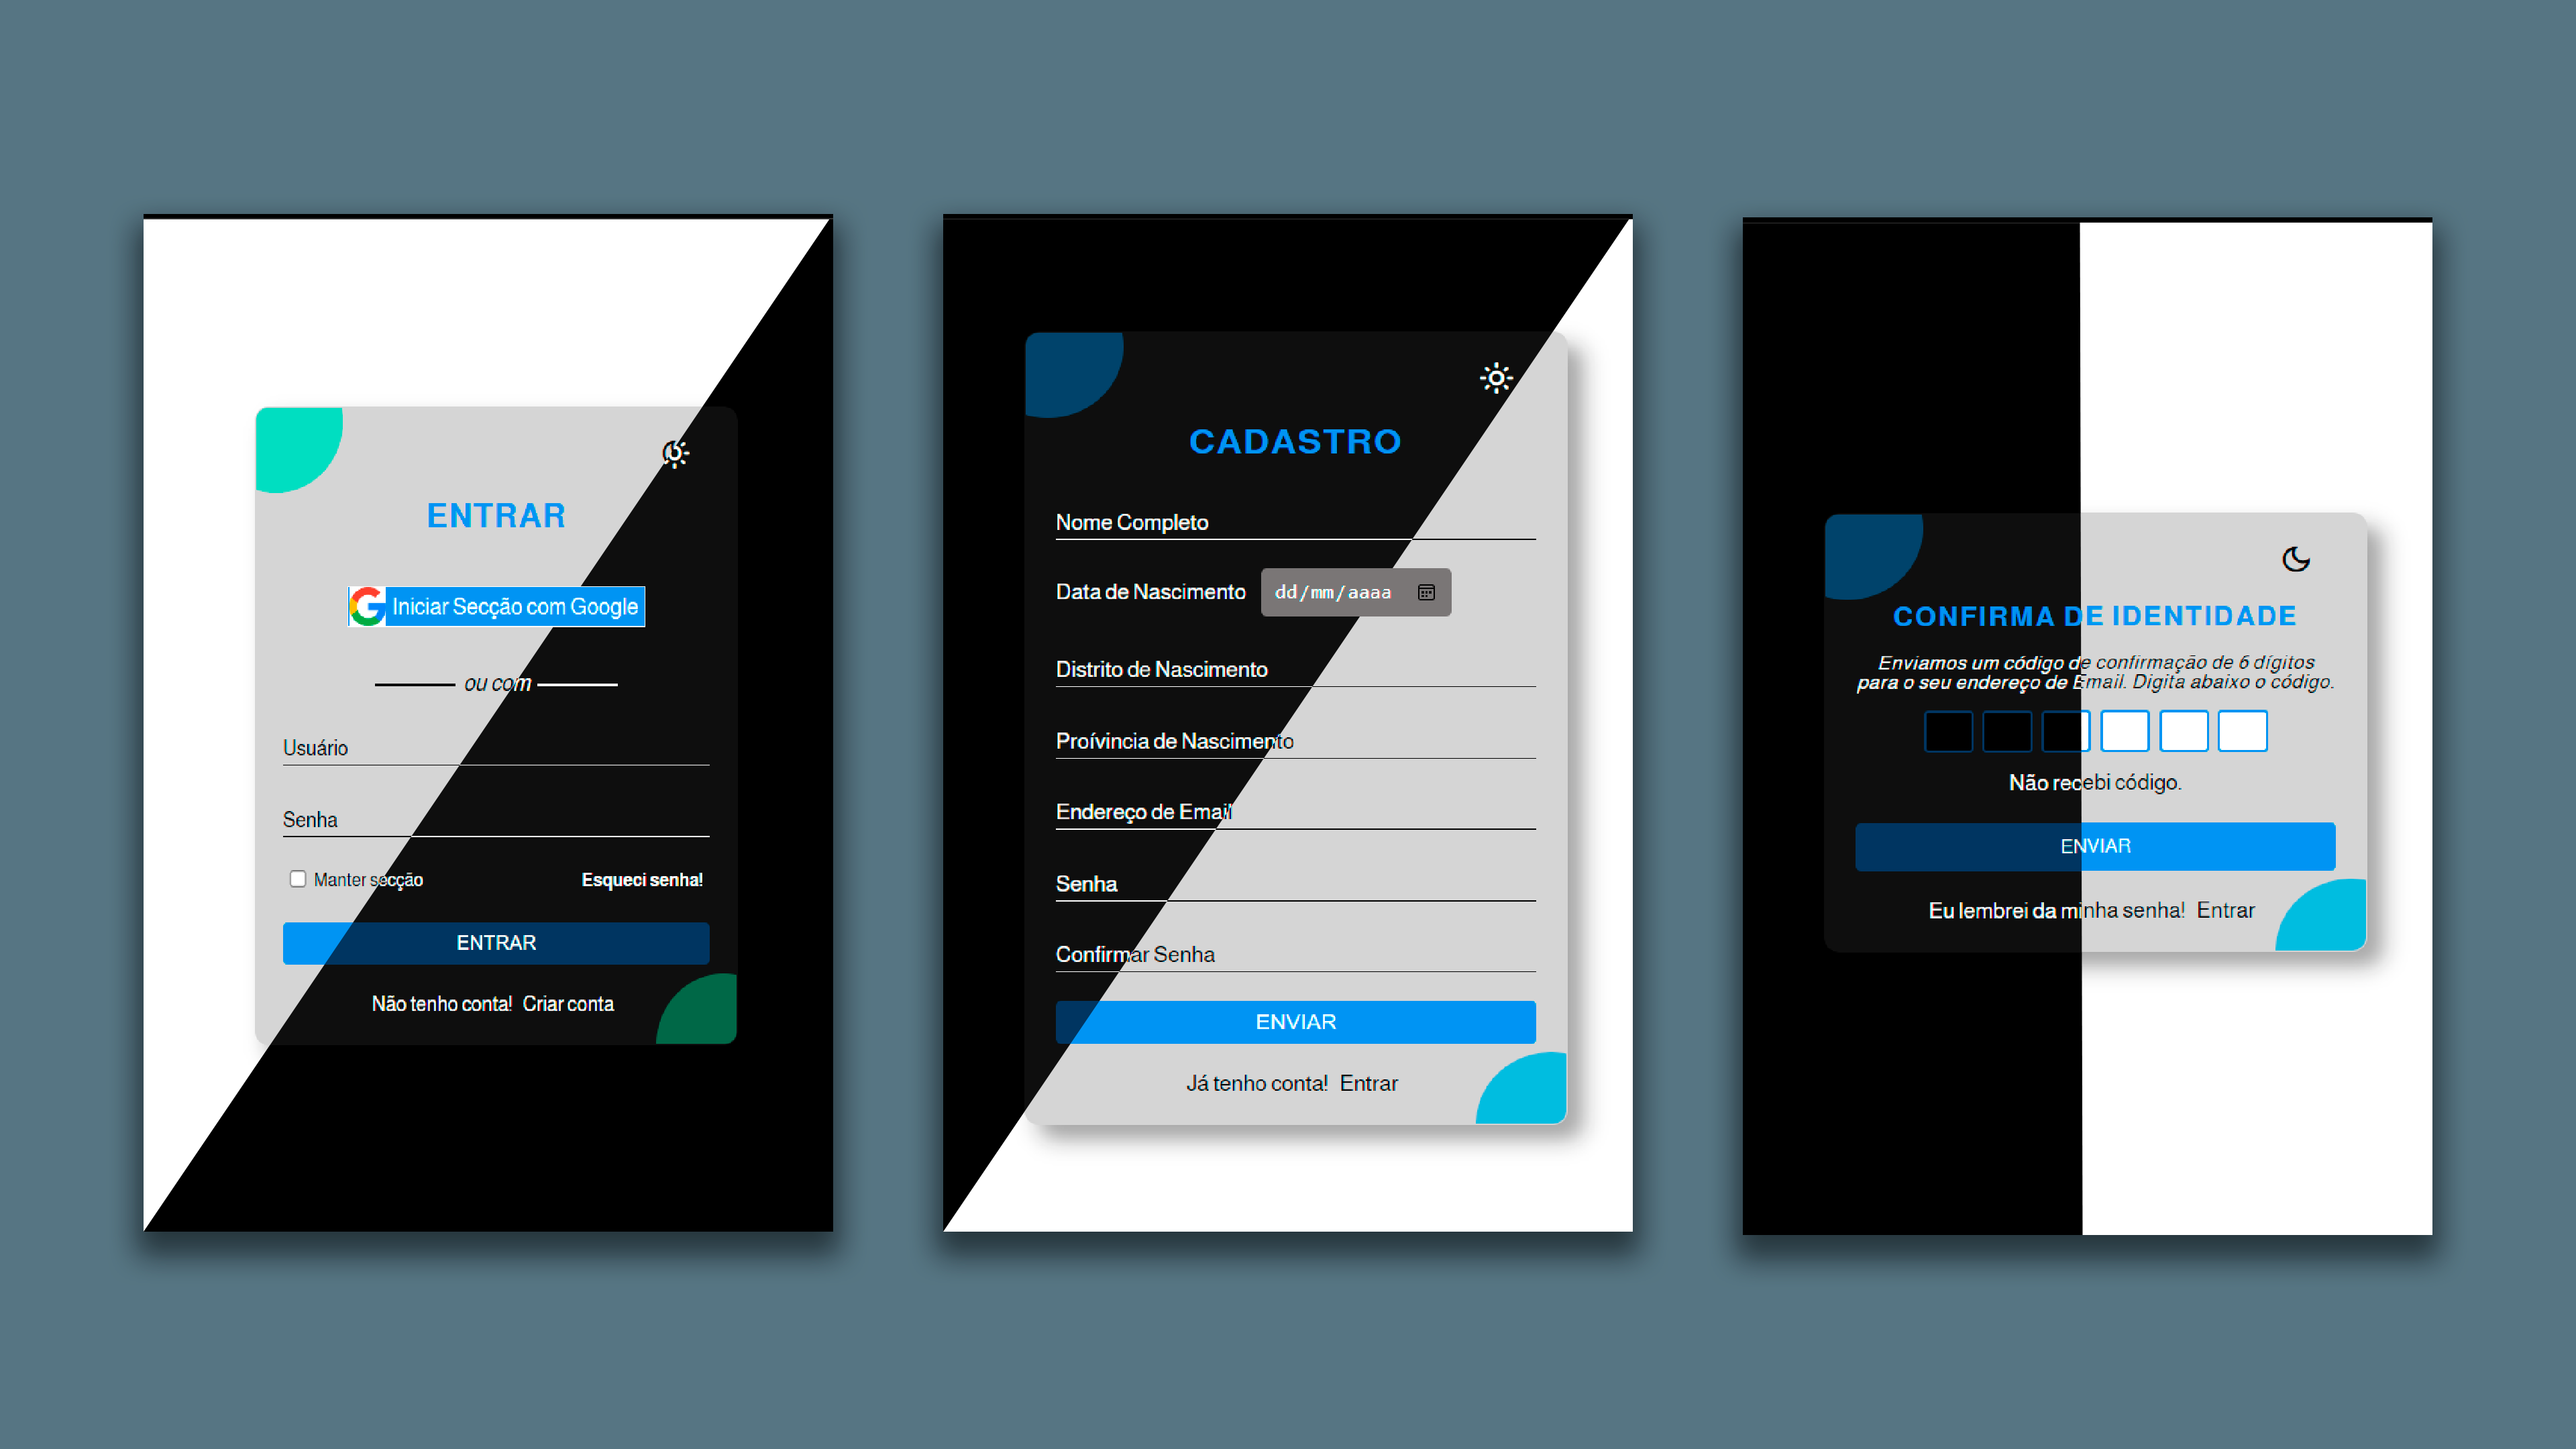 ENTRAR
Iniciar Secção com Google
ou com
Usuário
Senha
Manter secção
Esqueci senha!
ENTRAR
Não tenho conta! Criar conta
CADASTRO
Nome Completo
Data de Nascimento dd/mm/aaaa
Distrito de Nascimento
Proívincia de Nascimento
Endereço de Email
Senha
Confirmar Senha
ENVIAR
Já tenho conta! Entrar
CONFIRMA DE IDENTIDADE
Enviamos um código de confirmação de 6 dígitos
para o seu endereço de Email. Digita abaixo o código.
Não recebi código.
ENVIAR
Eu lembrei da minha senha! Entrar